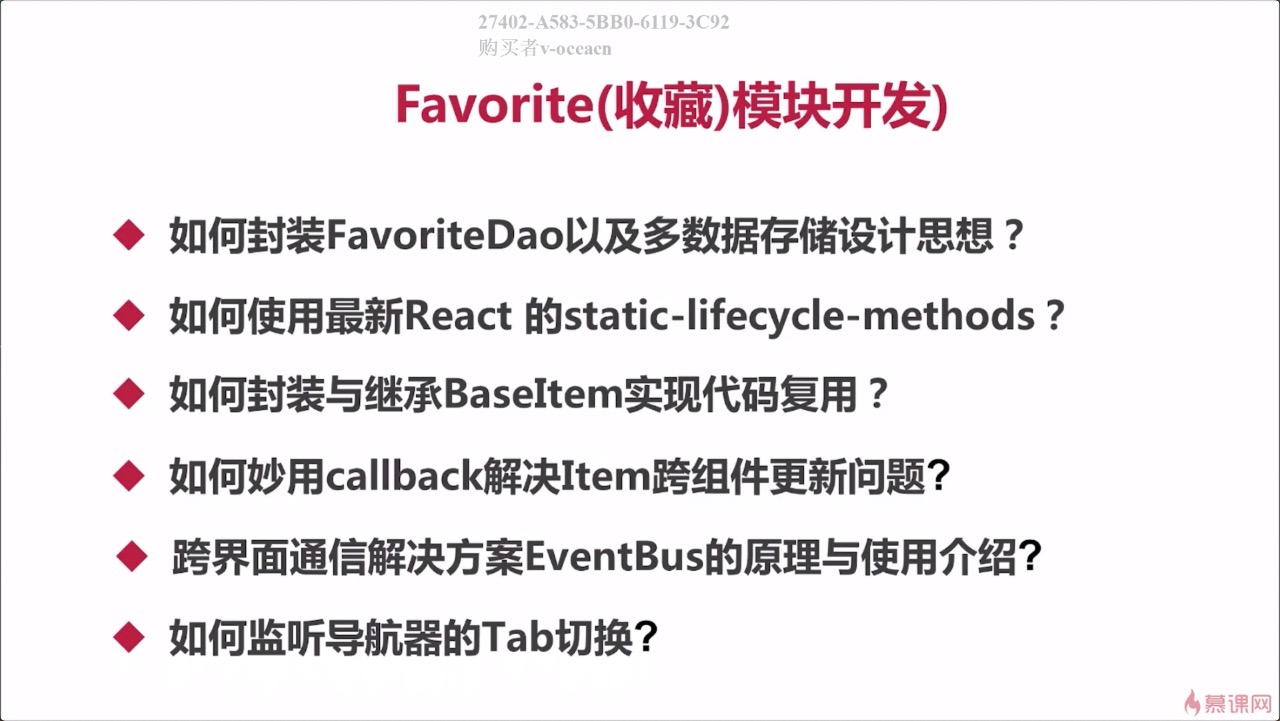 27402-A583-5BB0-6119-3C92
购买者v-oceacn
Favorite(收藏)模块开发)
如何封装FavoriteDao以及多数据存储设计思想？
如何使用最新React 的static-lifecycle-methods？
如何封装与继承BaseItem实现代码复用？
如何妙用callback解决Item跨组件更新问题?
跨界面通信解决方案EventBus的原理与使用介绍?
如何监听导航器的Tab切换?
慕课网